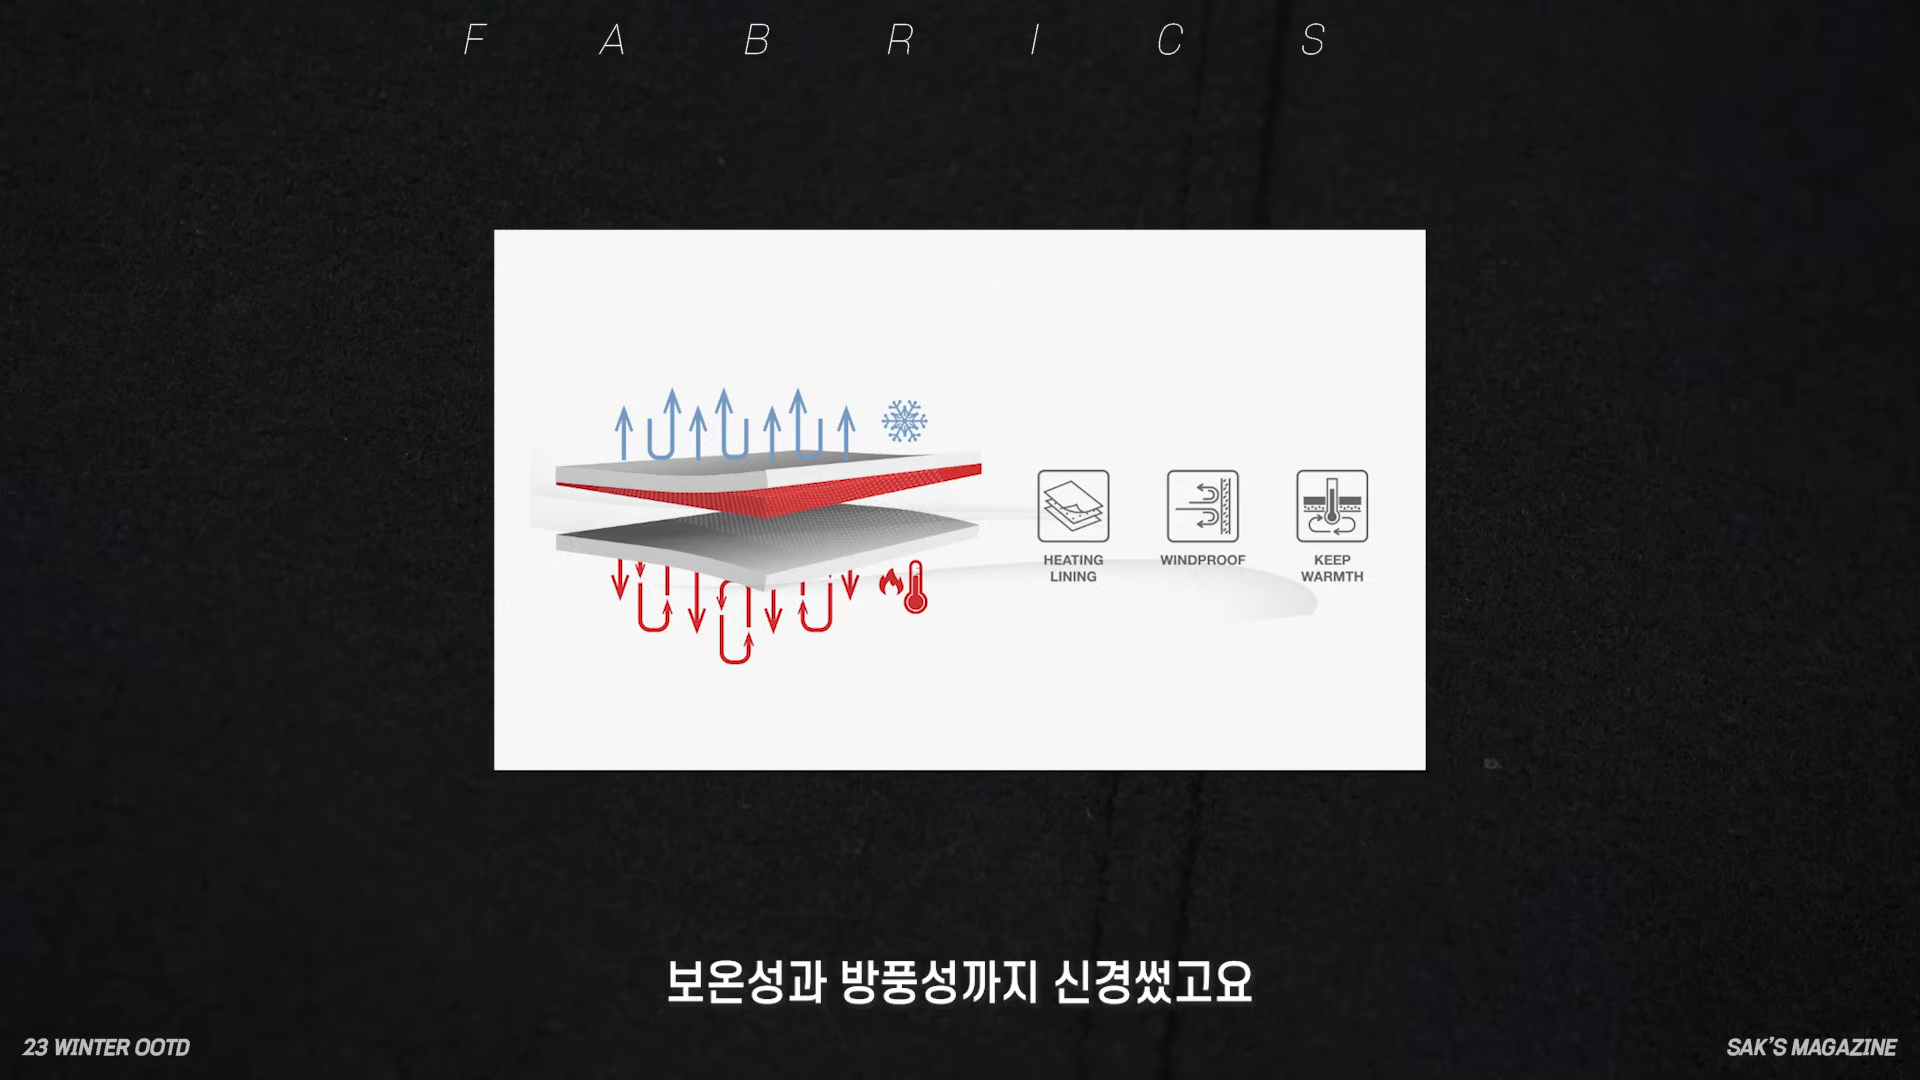 FABRICS
HEATING
LINING
WINDPROOF
KEEP
WARMTH
보온성과 방풍성까지 신경썼고요
23 WINTER OOTD
SAK'S MAGAZINE